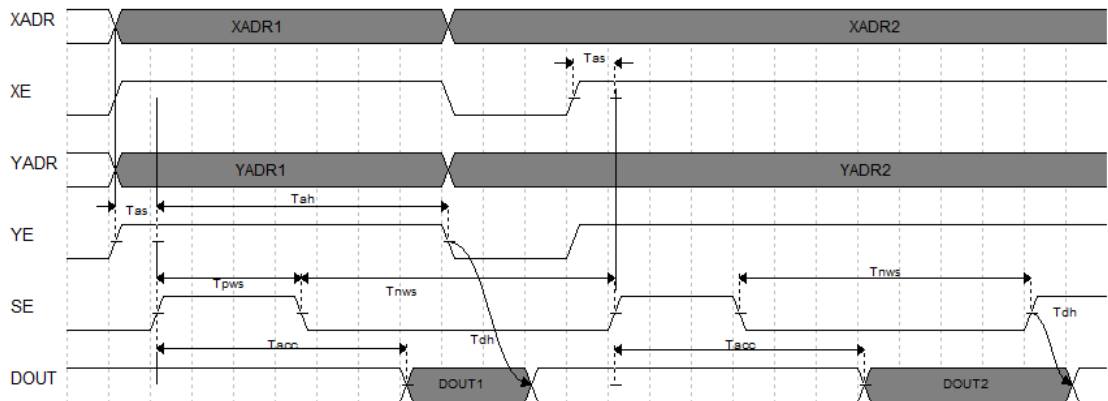 XADR XADR1 XADR2
Tas
XE
YADR YADR1 YADR2
Tas Tah
YE
Tpws Tnws Tnws
SE
Tdh
Tacc Tdh Tacc
DOUT DOUT1 DOUT2